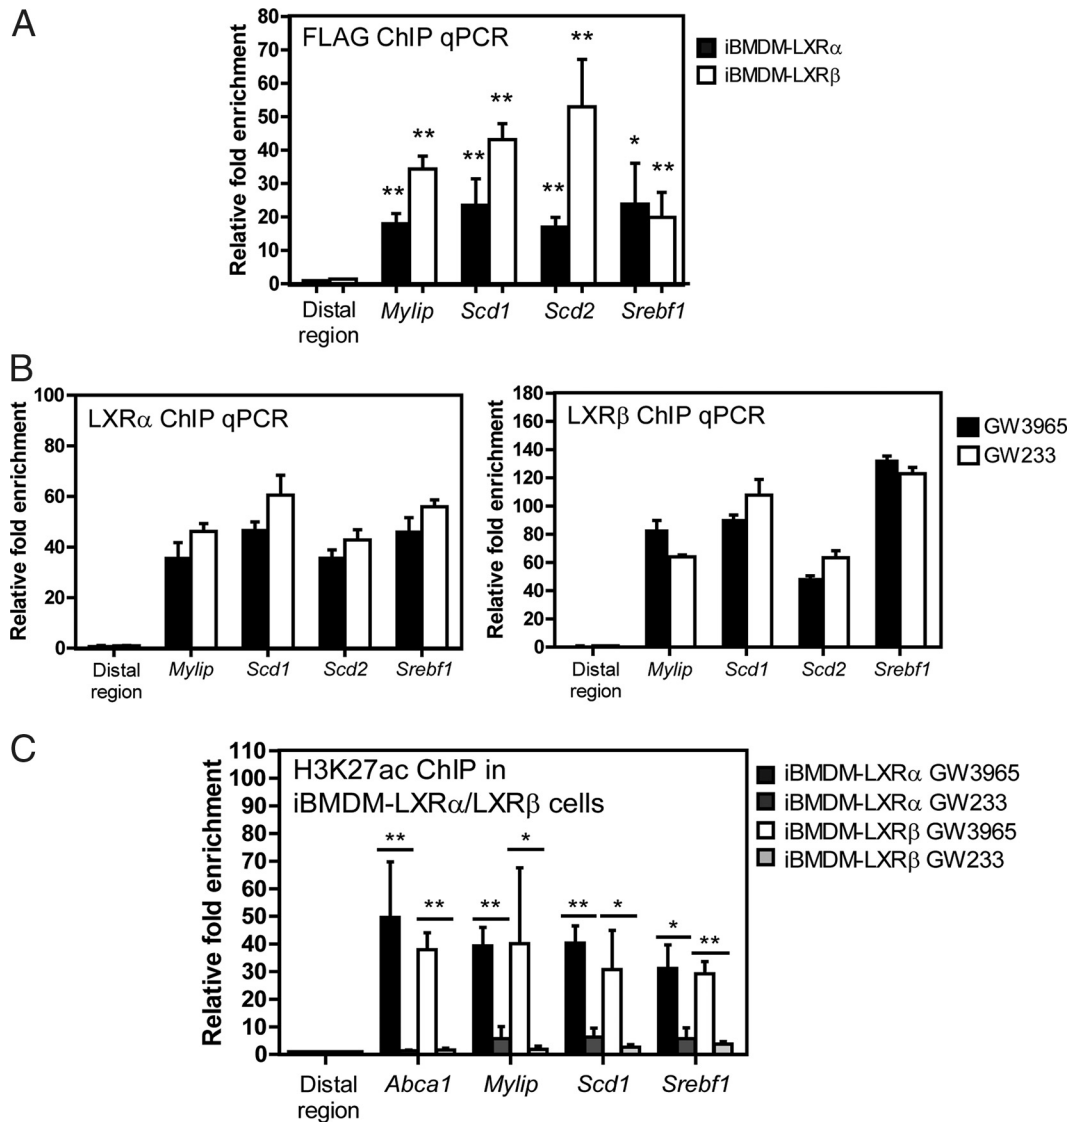 A
FLAG ChIP qPCR
iBMDM-LXRα
iBMDM-LXRβ
Relative fold enrichment
80
70
60
50
40
30
20
10
0
** ** ** ** ** ** * **
Distal region
Mylip
Scd1
Scd2
Srebf1
B
LXRα ChIP qPCR
Relative fold enrichment
100
80
60
40
20
0
Distal region
Mylip
Scd1
Scd2
Srebf1
LXRβ ChIP qPCR
Relative fold enrichment
180
160
140
120
100
80
60
40
20
0
Distal region
Mylip
Scd1
Scd2
Srebf1
GW3965
GW233
C
H3K27ac ChIP in
iBMDM-LXRα/LXRβ cells
iBMDM-LXRα GW3965
iBMDM-LXRα GW233
iBMDM-LXRβ GW3965
iBMDM-LXRβ GW233
Relative fold enrichment
110
100
90
80
70
60
50
40
30
20
10
0
** ** ** * ** * * **
Distal region
Abca1
Mylip
Scd1
Srebf1